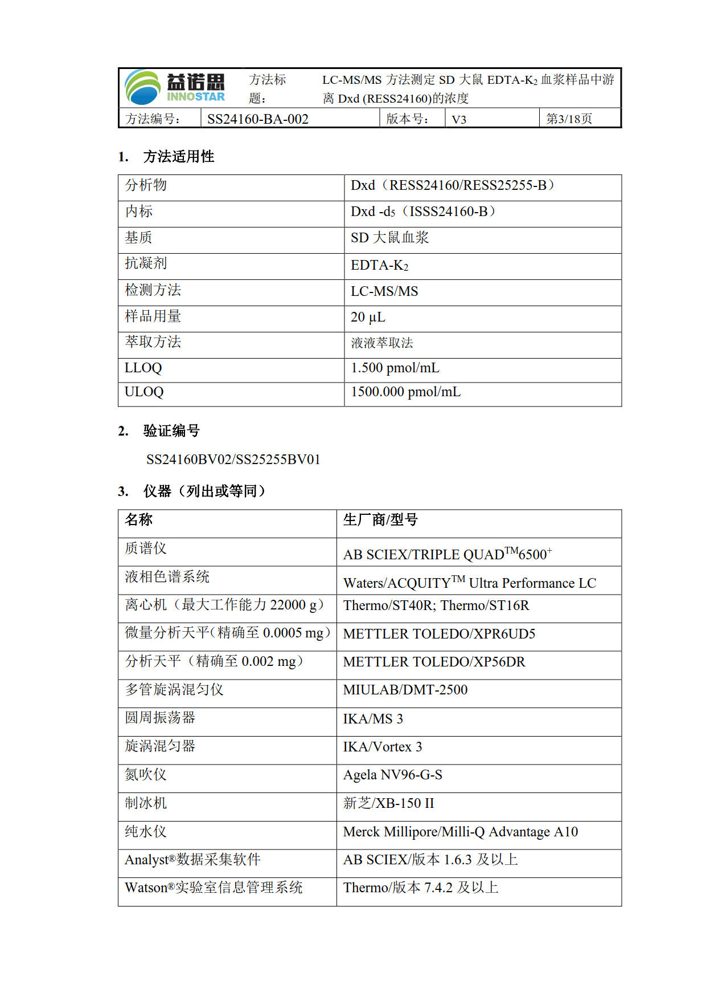 益诺思
INNOSTAR
方法标
题：
LC-MS/MS 方法测定 SD 大鼠 EDTA-K2 血浆样品中游
离 Dxd (RESS24160)的浓度
方法编号： SS24160-BA-002 版本号： V3 第3/18页
1. 方法适用性
分析物 Dxd（RESS24160/RESS25255-B）
内标 Dxd -d5（ISSS24160-B）
基质 SD 大鼠血浆
抗凝剂 EDTA-K2
检测方法 LC-MS/MS
样品用量 20 µL
萃取方法 液液萃取法
LLOQ 1.500 pmol/mL
ULOQ 1500.000 pmol/mL
2. 验证编号
SS24160BV02/SS25255BV01
3. 仪器（列出或等同）
名称 生厂商/型号
质谱仪 AB SCIEX/TRIPLE QUADTM6500+
液相色谱系统 Waters/ACQUITYTM Ultra Performance LC
离心机（最大工作能力 22000 g） Thermo/ST40R; Thermo/ST16R
微量分析天平（精确至 0.0005 mg） METTLER TOLEDO/XPR6UD5
分析天平（精确至 0.002 mg） METTLER TOLEDO/XP56DR
多管旋涡混匀仪 MIULAB/DMT-2500
圆周振荡器 IKA/MS 3
旋涡混匀器 IKA/Vortex 3
氮吹仪 Agela NV96-G-S
制冰机 新芝/XB-150 II
纯水仪 Merck Millipore/Milli-Q Advantage A10
Analyst®数据采集软件 AB SCIEX/版本 1.6.3 及以上
Watson®实验室信息管理系统 Thermo/版本 7.4.2 及以上